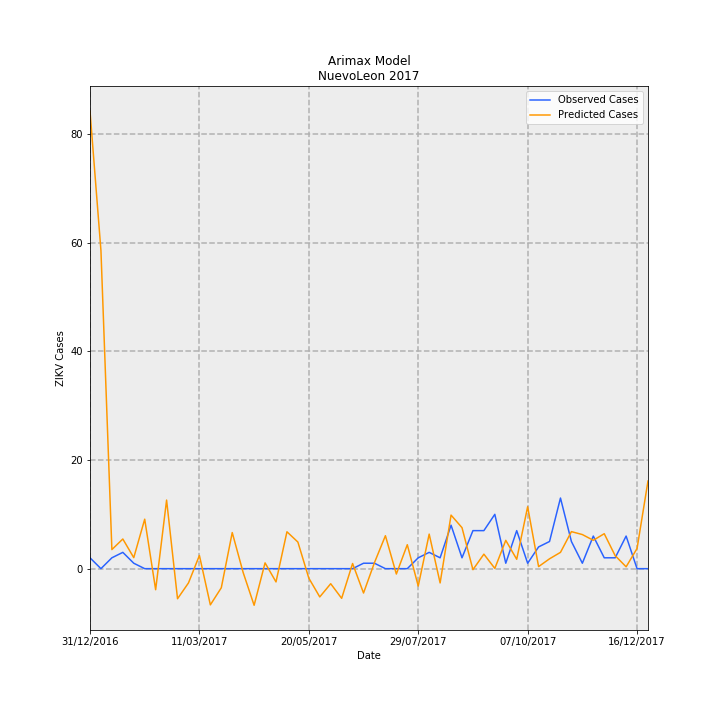 Arimax Model
NuevoLeon 2017
Observed Cases
Predicted Cases
80
60
40
20
0
ZIKV Cases
31/12/2016
11/03/2017
20/05/2017
29/07/2017
07/10/2017
16/12/2017
Date